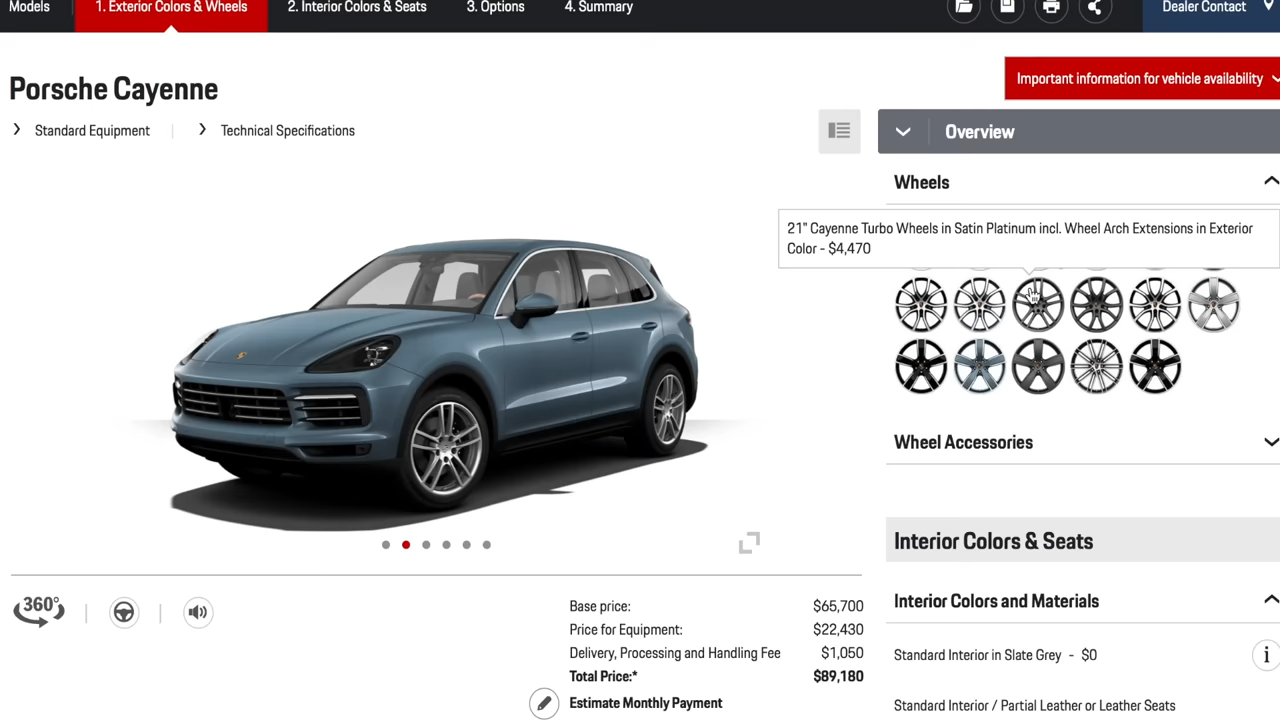 Models
1. Exterior Colors & Wheels
2. Interior Colors & Seats
3. Options
4. Summary
Dealer Contact
Porsche Cayenne
Important information for vehicle availability
Standard Equipment
Technical Specifications
Overview
Wheels
21" Cayenne Turbo Wheels in Satin Platinum incl. Wheel Arch Extensions in Exterior
Color - $4,470
Wheel Accessories
Interior Colors & Seats
Interior Colors and Materials
Standard Interior in Slate Grey - $0
i
Standard Interior / Partial Leather or Leather Seats
360°
Base price: $65,700
Price for Equipment: $22,430
Delivery, Processing and Handling Fee $1,050
Total Price:* $89,180
Estimate Monthly Payment